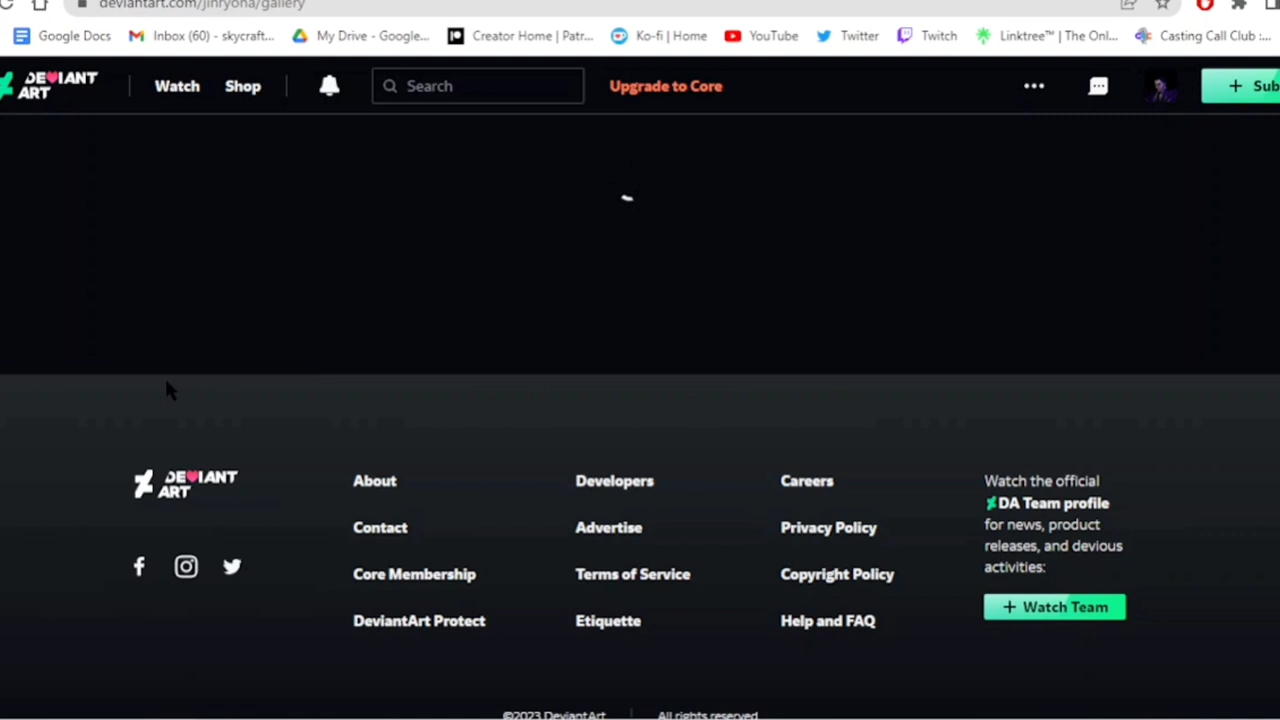 deviantart.com/jinryona/gallery
Google Docs Inbox (60) - skycraft... My Drive - Google... Creator Home | Patr... Ko-fi | Home YouTube Twitter Twitch Linktree™ | The Onl... Casting Call Club :...
DEVIANT ART Watch Shop Search Upgrade to Core + Sub
DEVIANT ART
About
Contact
Core Membership
DeviantArt Protect
Developers
Advertise
Terms of Service
Etiquette
Careers
Privacy Policy
Copyright Policy
Help and FAQ
Watch the official
DA Team profile
for news, product
releases, and devious
activities:
+ Watch Team
©2023 DeviantArt All rights reserved